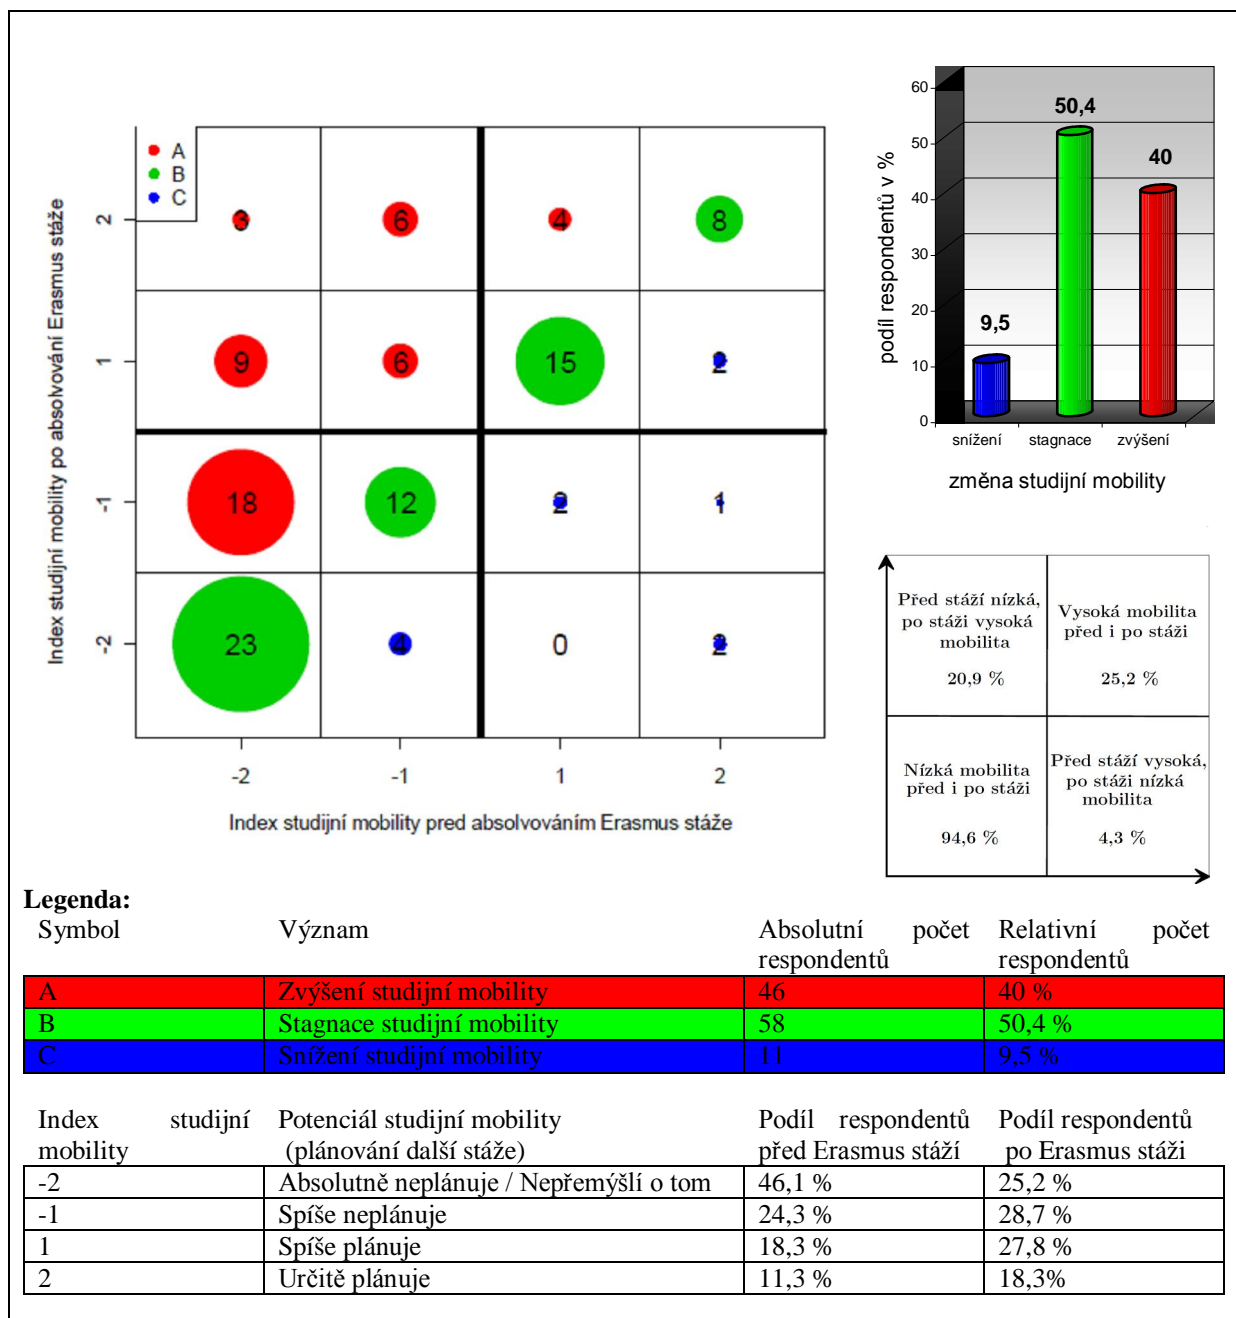 A
B
C
Index studijní mobility po absolvování Erasmus stáže
2
1
-1
-2
3
6
4
8
9
6
15
2
18
12
2
1
23
4
0
2
-2
-1
1
2
Index studijní mobility pred absolvováním Erasmus stáže
podíl respondentů v %
60
50
40
30
20
10
0
9,5
50,4
40
snížení
stagnace
zvýšení
změna studijní mobility
Před stáží nízká,
po stáži vysoká
mobilita
20,9 %
Vysoká mobilita
před i po stáži
25,2 %
Nízká mobilita
před i po stáži
94,6 %
Před stáží vysoká,
po stáži nízká
mobilita
4,3 %
Legenda:
Symbol Význam Absolutní počet respondentů Relativní počet respondentů
A Zvýšení studijní mobility 46 40 %
B Stagnace studijní mobility 58 50,4 %
C Snížení studijní mobility 11 9,5 %
Index studijní mobility Potenciál studijní mobility (plánování další stáže) Podíl respondentů před Erasmus stáží Podíl respondentů po Erasmus stáži
-2 Absolutně neplánuje / Nepřemýšlí o tom 46,1 % 25,2 %
-1 Spíše neplánuje 24,3 % 28,7 %
1 Spíše plánuje 18,3 % 27,8 %
2 Určitě plánuje 11,3 % 18,3%